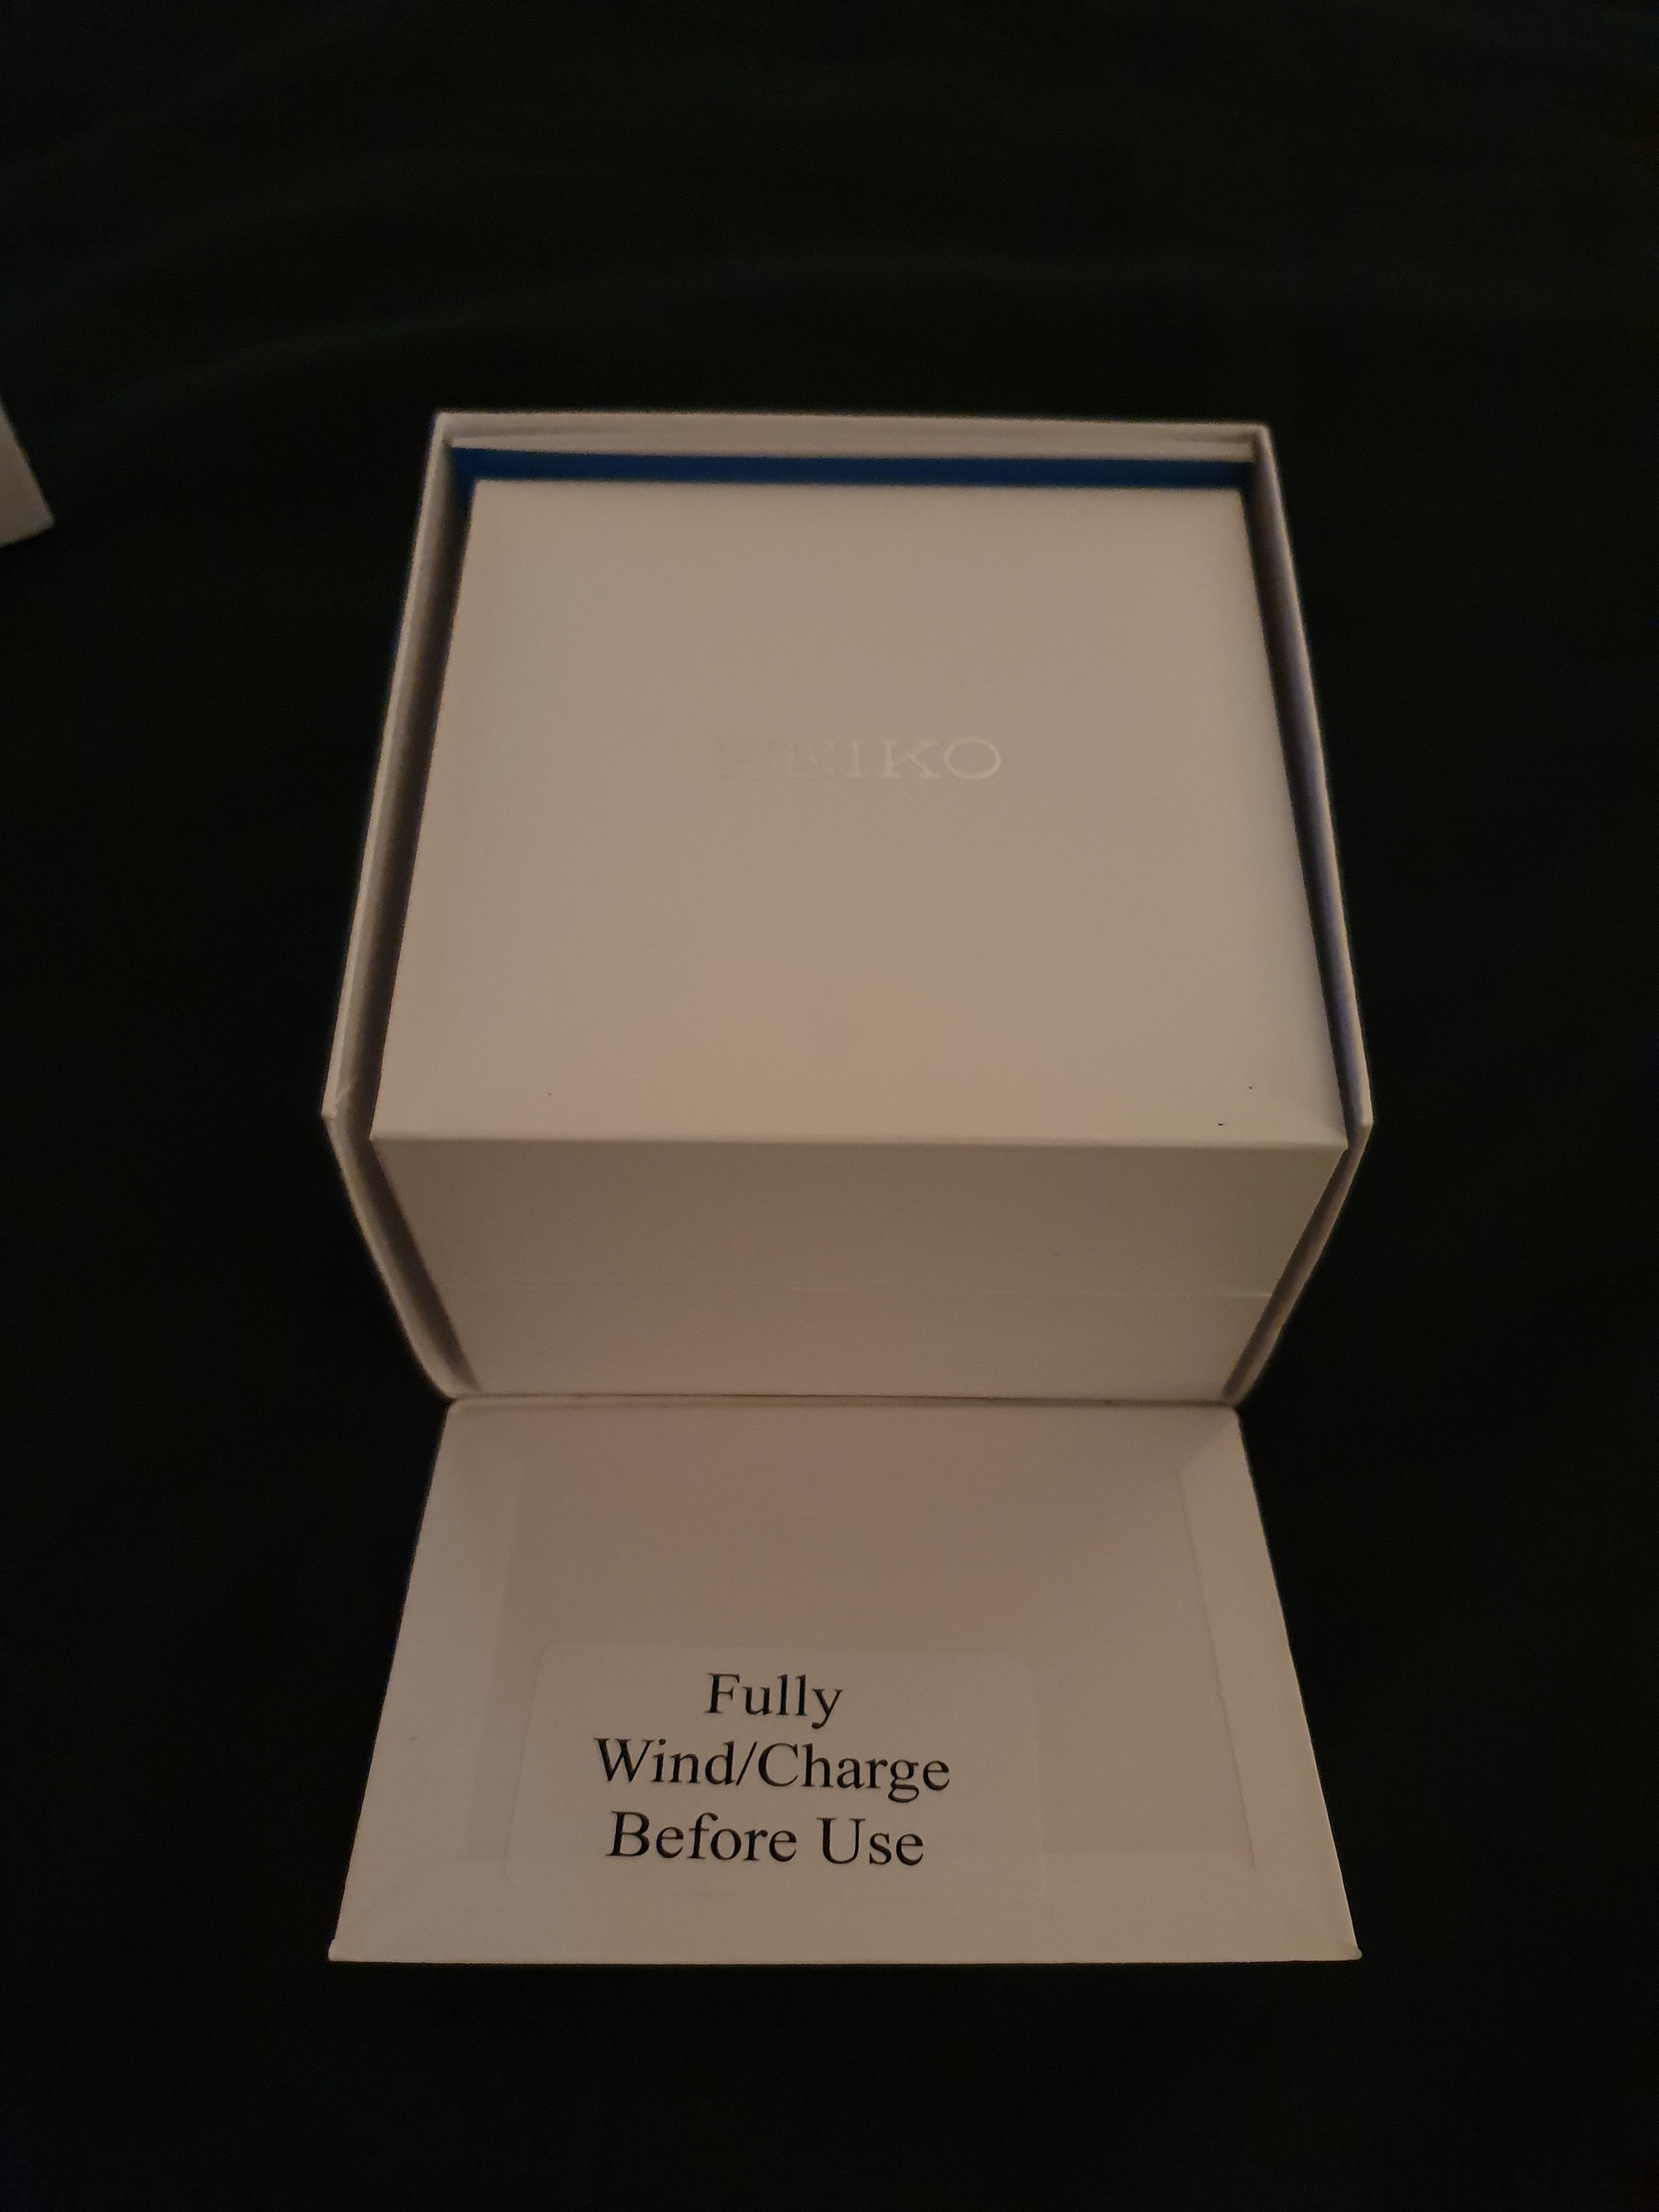 SEIKO
Fully
Wind/Charge
Before Use